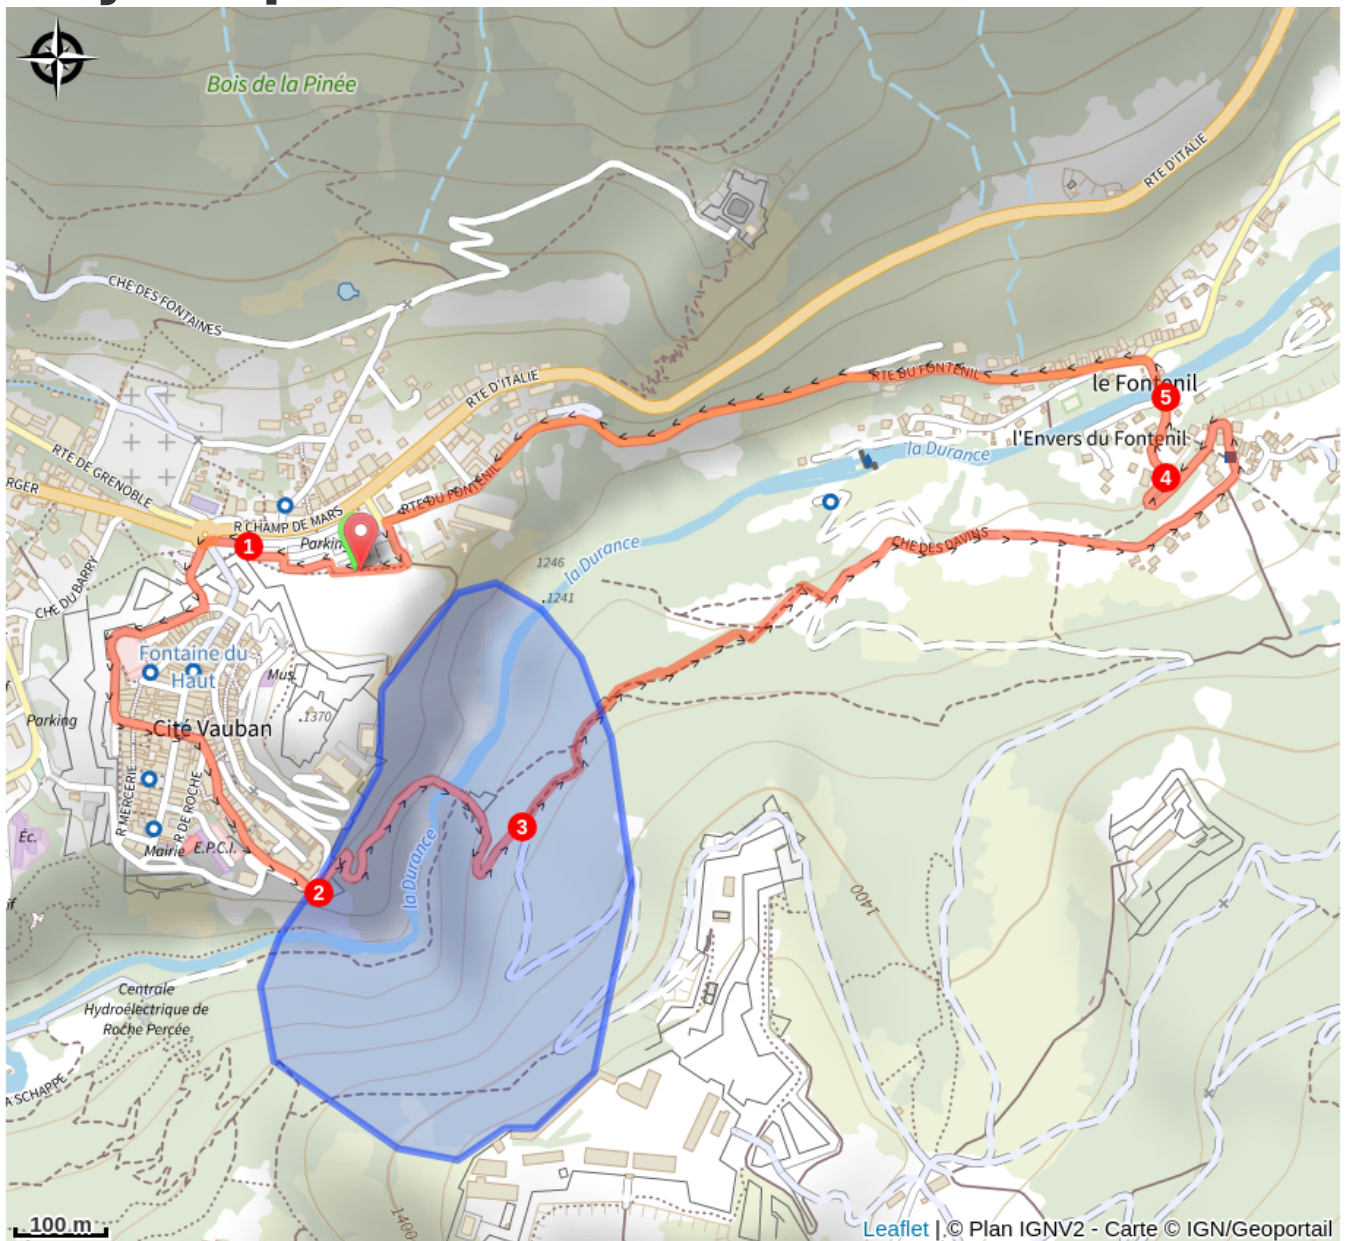 Bois de la Pinée
RTE D'ITALIE
CHE DES FONTAINES
RTE D'ITALIE
RTE DU FONTENIL
le Fontenil
5
RTE DE GRENOBLE
l'Envers du Fontenil
la Durance
4
RGER
RTE DU FONTENIL
R CHAMP DE MARS
1
Parkin
CHE DES DAVINS
la Durance
1246
1241
CHE DU BARRY
Fontaine du
Haut
Mus.
1370
Parking
Cité Vauban
R MERCERIE
R DE ROCHE
3
Éc.
Mairie
E.P.C.I.
la Durance
2
1400
Centrale
Hydroélectrique de
Roche Percée
A SCHAPPE
1400
100 m
Leaflet | © Plan IGNV2 - Carte © IGN/Geoportail